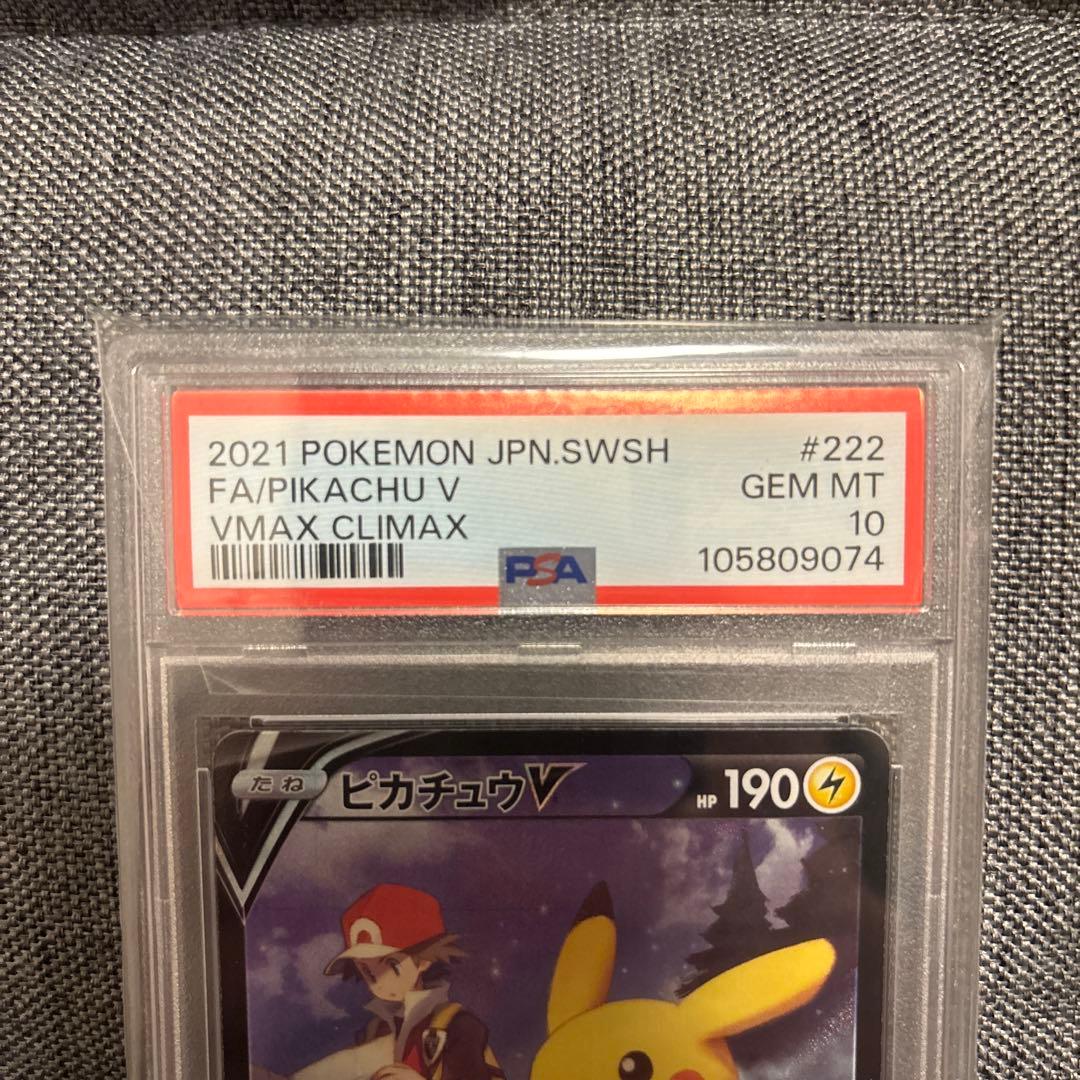 2021 POKEMON JPN.SWSH #222
FA/PIKACHU V GEM MT
VMAX CLIMAX 10
105809074
PSA
たね ピカチュウV HP 190